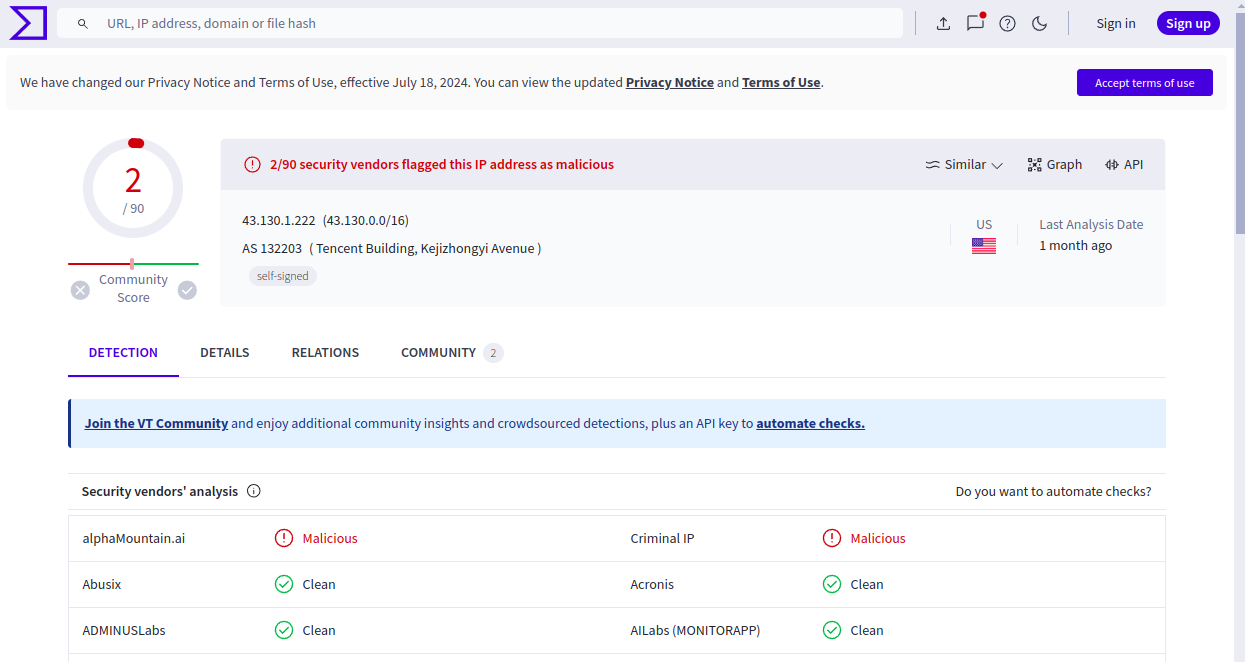 URL, IP address, domain or file hash
Sign in
Sign up
We have changed our Privacy Notice and Terms of Use, effective July 18, 2024. You can view the updated Privacy Notice and Terms of Use.
Accept terms of use
2
/ 90
Community
Score
2/90 security vendors flagged this IP address as malicious
Similar
Graph
API
43.130.1.222 (43.130.0.0/16)
AS 132203 ( Tencent Building, Kejizhongyi Avenue )
self-signed
US
Last Analysis Date
1 month ago
DETECTION
DETAILS
RELATIONS
COMMUNITY 2
Join the VT Community and enjoy additional community insights and crowdsourced detections, plus an API key to automate checks.
Security vendors' analysis
Do you want to automate checks?
alphaMountain.ai Malicious Criminal IP Malicious
Abusix Clean Acronis Clean
ADMINUSLabs Clean AILabs (MONITORAPP) Clean